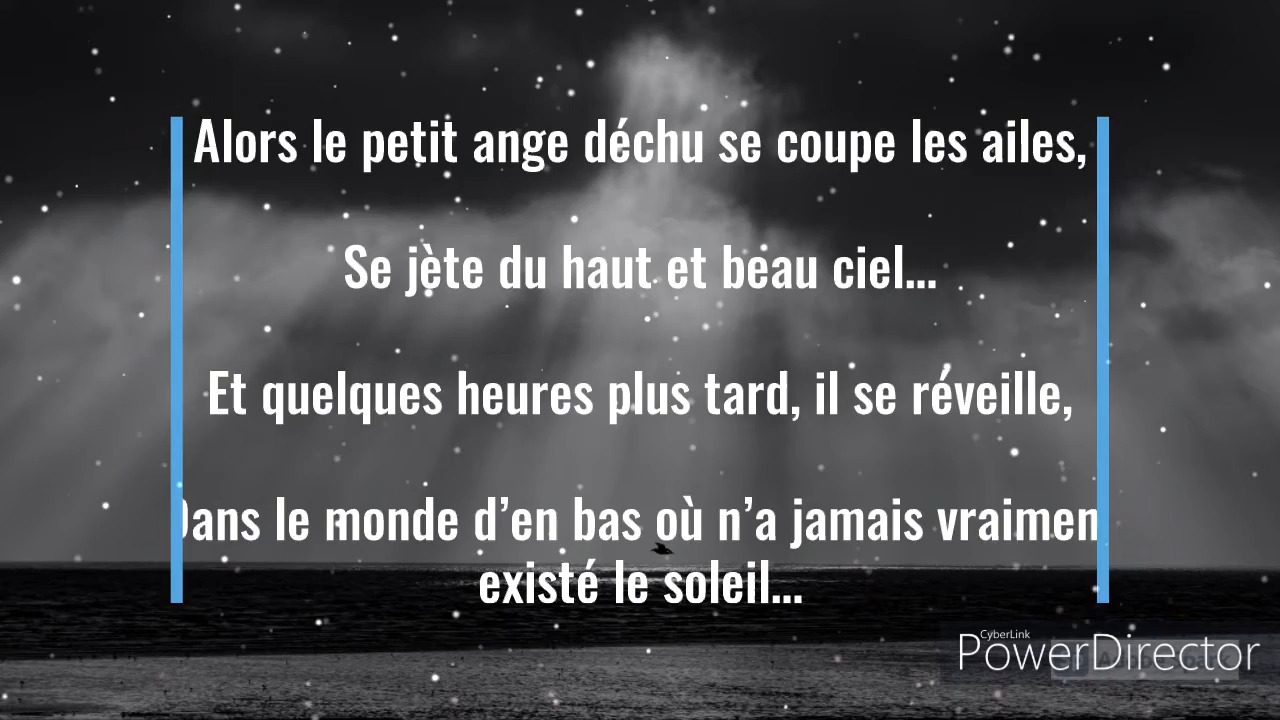 Alors le petit ange déchu se coupe les ailes,
Se jète du haut et beau ciel...
Et quelques heures plus tard, il se réveille,
Dans le monde d’en bas où n’a jamais vraimen
existé le soleil...
CyberLink
PowerDirector